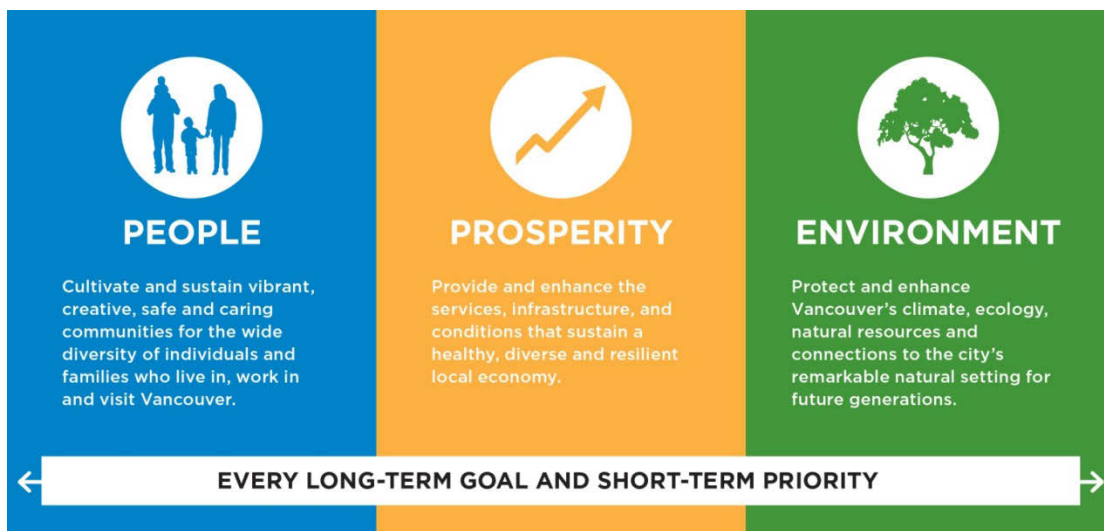 PEOPLE
Cultivate and sustain vibrant,
creative, safe and caring
communities for the wide
diversity of individuals and
families who live in, work in
and visit Vancouver.
PROSPERITY
Provide and enhance the
services, infrastructure, and
conditions that sustain a
healthy, diverse and resilient
local economy.
ENVIRONMENT
Protect and enhance
Vancouver’s climate, ecology,
natural resources and
connections to the city’s
remarkable natural setting for
future generations.
EVERY LONG-TERM GOAL AND SHORT-TERM PRIORITY